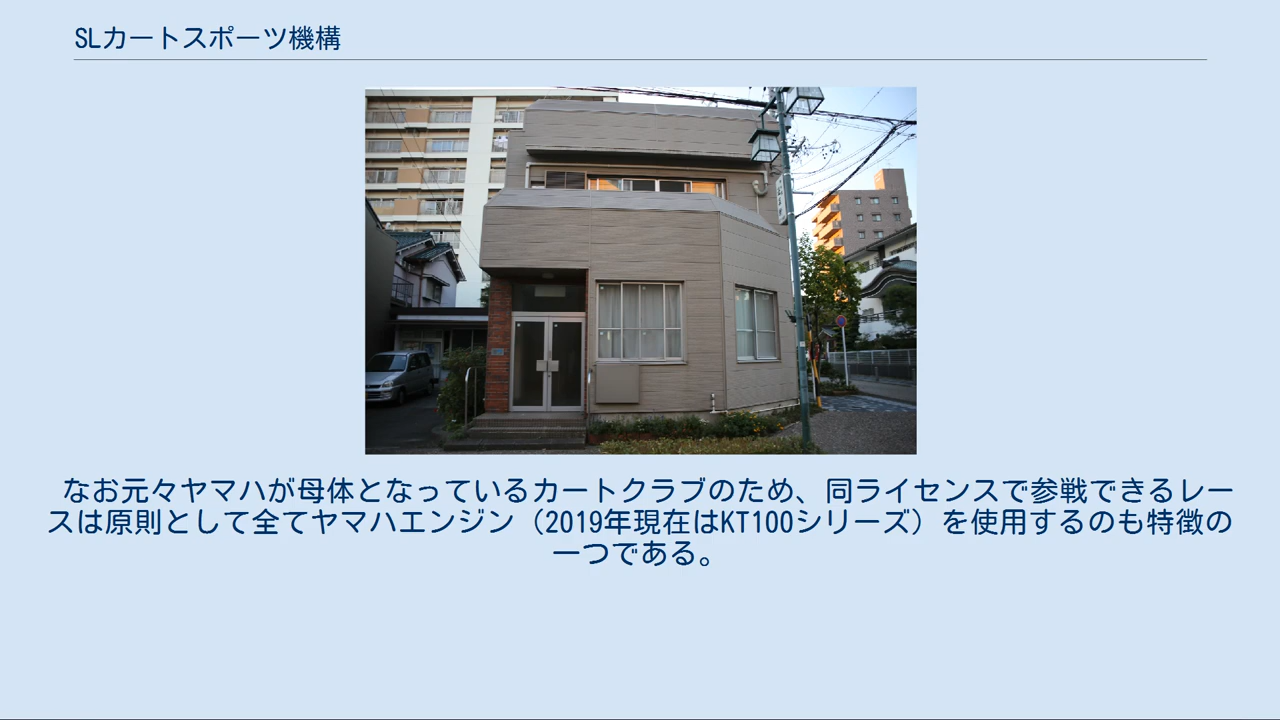 SLカートスポーツ機構
なお元々ヤマハが母体となっているカートクラブのため、同ライセンスで参戦できるレー
スは原則として全てヤマハエンジン（2019年現在はKT100シリーズ）を使用するのも特徴の
一つである。